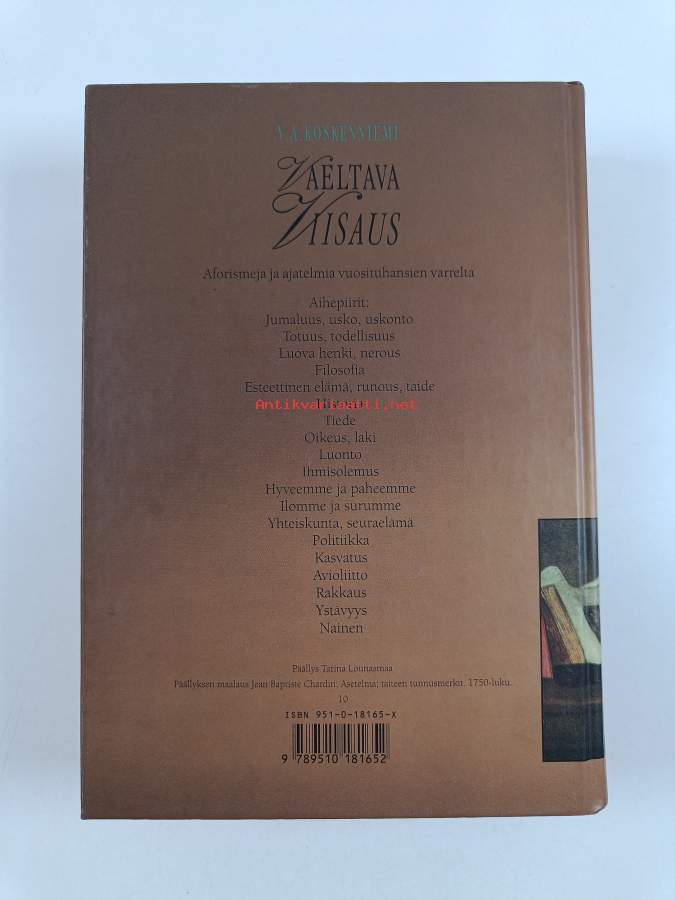 V.A. KOSKENNIEMI
VAELTAVA
VIISAUS
Aforismeja ja ajatelmia vuosituhansien varrelta
Aihepiirit:
Jumaluus, usko, uskonto
Totuus, todellisuus
Luova henki, nerous
Filosofia
Esteettinen elämä, runous, taide
Antikvariaatti.net
Tiede
Oikeus, laki
Luonto
Ihmisolemus
Hyveemme ja paheemme
Ilomme ja surumme
Yhteiskunta, seuraelämä
Politiikka
Kasvatus
Avioliitto
Rakkaus
Ystävyys
Nainen
Päällys Tatina Lounasmaa
Päällyksen maalaus Jean Baptiste Chardin: Asetelma; taiteen tunnusmerkit. 1750-luku.
10
ISBN 951-0-18165-X
9 789510 181652